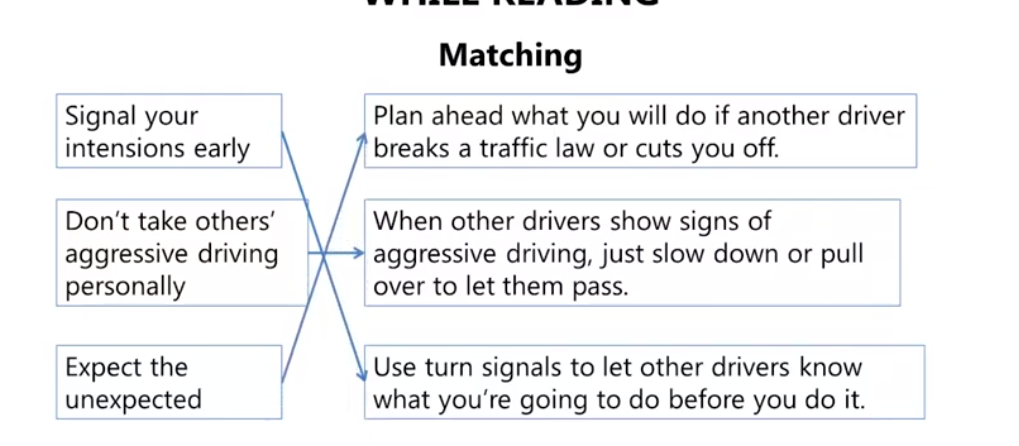 WHILE READING
Matching
Signal your
intensions early
Plan ahead what you will do if another driver
breaks a traffic law or cuts you off.
Don't take others'
aggressive driving
personally
When other drivers show signs of
aggressive driving, just slow down or pull
over to let them pass.
Expect the
unexpected
Use turn signals to let other drivers know
what you're going to do before you do it.